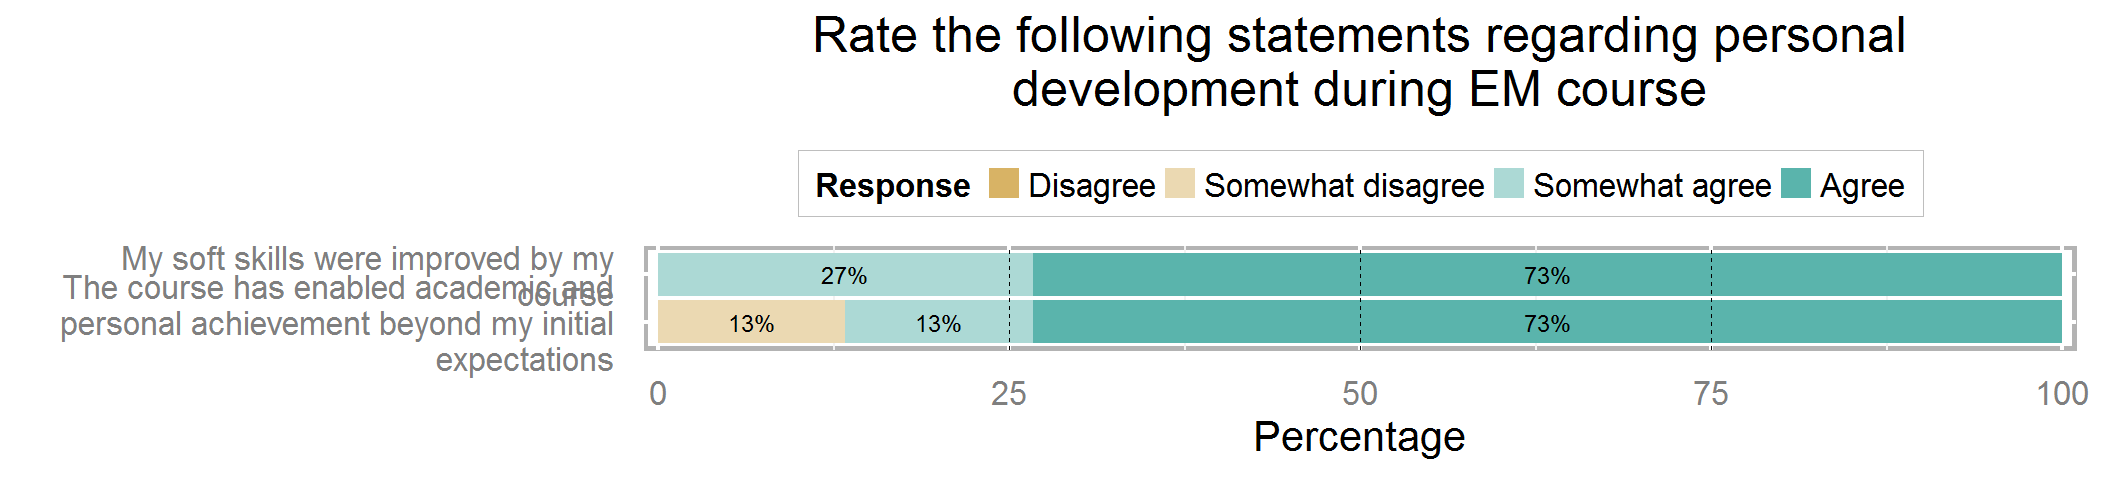 Rate the following statements regarding personal
development during EM course
Response Disagree Somewhat disagree Somewhat agree Agree
My soft skills were improved by my
course
The course has enabled academic and
personal achievement beyond my initial
expectations
27% 73%
13% 13% 73%
0 25 50 75 100
Percentage